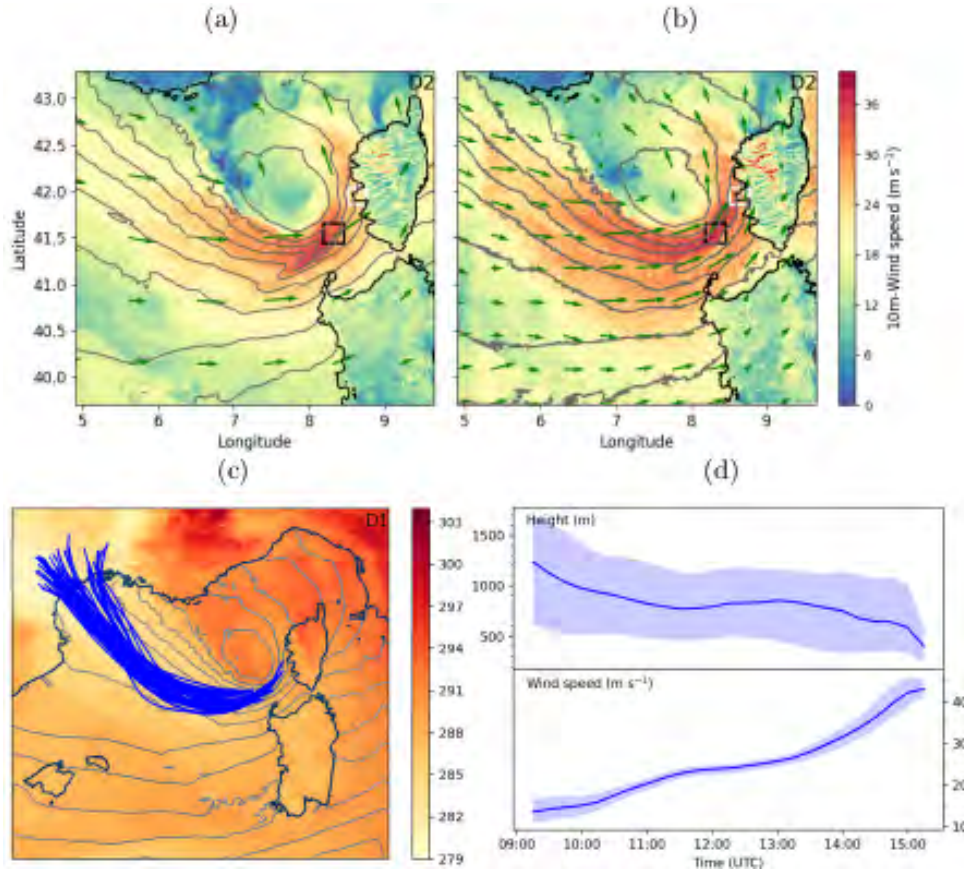 (a)
(b)
D2
D2
43.0
42.5
42.0
41.5
41.0
40.5
40.0
Latitude
5 6 7 8 9
Longitude
5 6 7 8 9
Longitude
36
30
24
18
12
6
0
10m-Wind speed (m s⁻¹)
(c)
(d)
D1
303
300
297
294
291
288
285
282
279
Height (m)
1500
1000
500
Wind speed (m s⁻¹)
40
30
20
10
09:00 10:00 11:00 12:00 13:00 14:00 15:00
Time (UTC)